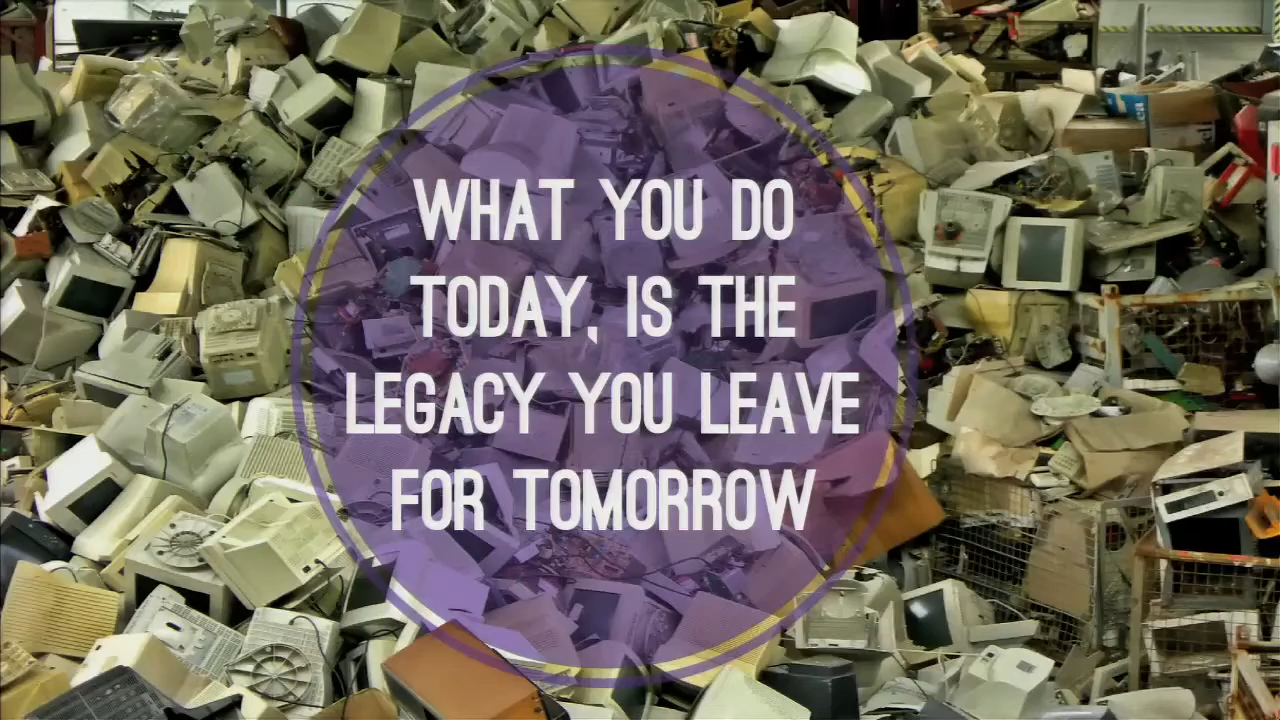 WHAT YOU DO
TODAY, IS THE
LEGACY YOU LEAVE
FOR TOMORROW